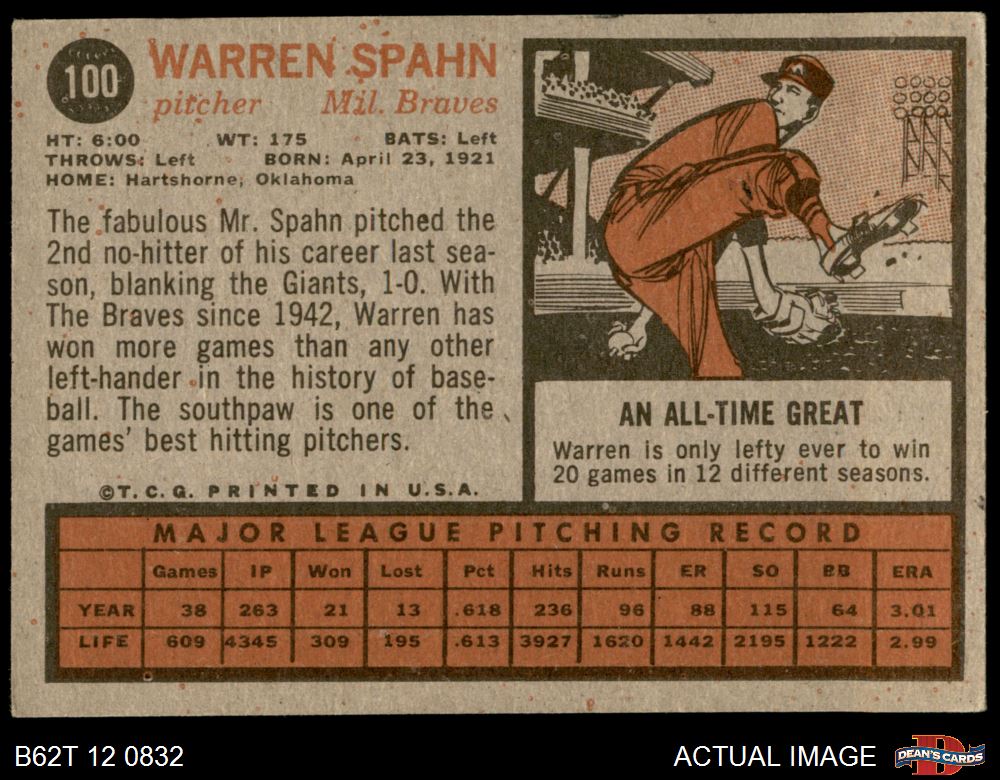 100
WARREN SPAHN
pitcher Mil. Braves
HT: 6:00 WT: 175 BATS: Left
THROWS: Left BORN: April 23, 1921
HOME: Hartshorne, Oklahoma
The fabulous Mr. Spahn pitched the
2nd no-hitter of his career last sea-
son, blanking the Giants, 1-0. With
The Braves since 1942, Warren has
won more games than any other
left-hander in the history of base-
ball. The southpaw is one of the
games' best hitting pitchers.
©T. C. G. PRINTED IN U.S.A.
M
AN ALL-TIME GREAT
Warren is only lefty ever to win
20 games in 12 different seasons.
MAJOR LEAGUE PITCHING RECORD
Games IP Won Lost Pct Hits Runs ER SO BB ERA
YEAR 38 263 21 13 .618 236 96 88 115 64 3.01
LIFE 609 4345 309 195 .613 3927 1620 1442 2195 1222 2.99
B62T 12 0832
ACTUAL IMAGE
D
DEAN'S CARDS